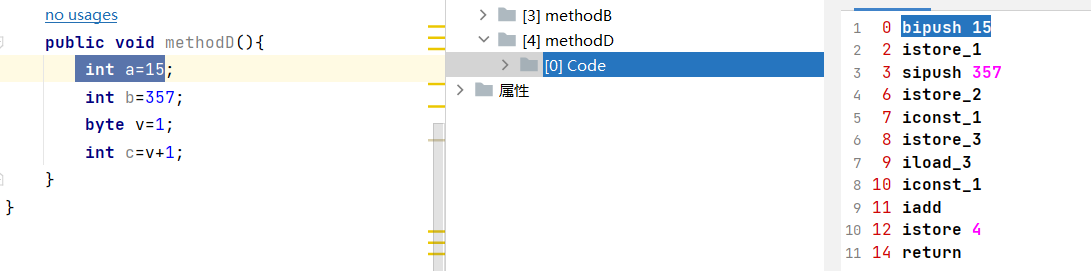 no usages
public void methodD(){
int a=15;
int b=357;
byte v=1;
int c=v+1;
}
}
[3] methodB
[4] methodD
[0] Code
属性
1 0 bipush 15
2 2 istore_1
3 3 sipush 357
4 6 istore_2
5 7 iconst_1
6 8 istore_3
7 9 iload_3
8 10 iconst_1
9 11 iadd
10 12 istore 4
11 14 return